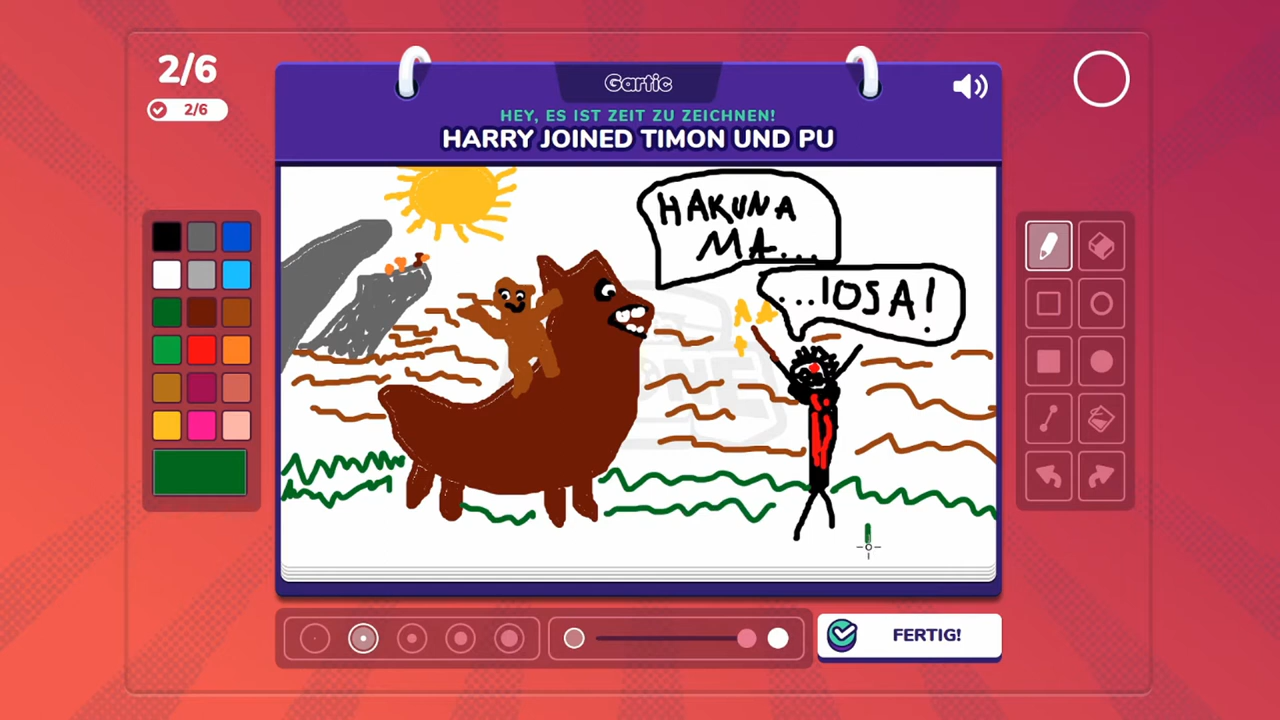 2/6
2/6
Gartic
HEY, ES IST ZEIT ZU ZEICHNEN!
HARRY JOINED TIMON UND PU
HAKUNA
MA...
...IOSA!
FERTIG!